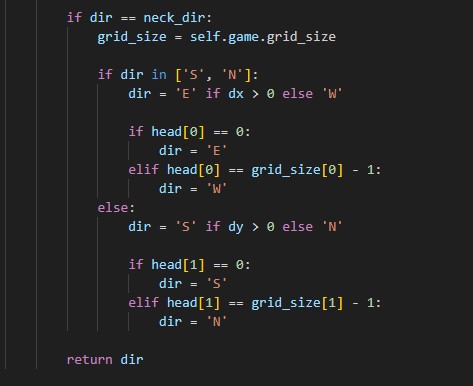 if dir == neck_dir:
    grid_size = self.game.grid_size

    if dir in ['S', 'N']:
        dir = 'E' if dx > 0 else 'W'

        if head[0] == 0:
            dir = 'E'
        elif head[0] == grid_size[0] - 1:
            dir = 'W'
    else:
        dir = 'S' if dy > 0 else 'N'

        if head[1] == 0:
            dir = 'S'
        elif head[1] == grid_size[1] - 1:
            dir = 'N'

return dir